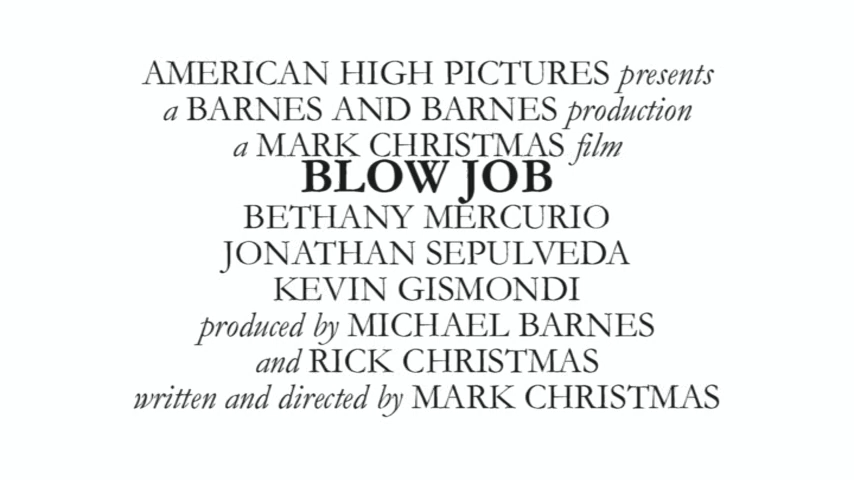 AMERICAN HIGH PICTURES presents
a BARNES AND BARNES production
a MARK CHRISTMAS film
BLOW JOB
BETHANY MERCURIO
JONATHAN SEPULVEDA
KEVIN GISMONDI
produced by MICHAEL BARNES
and RICK CHRISTMAS
written and directed by MARK CHRISTMAS